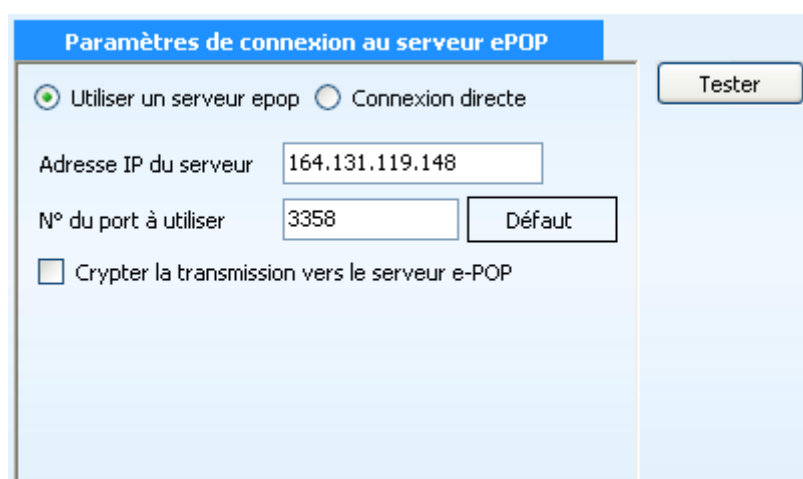 Paramètres de connexion au serveur ePOP
Tester
Utiliser un serveur epop Connexion directe
Adresse IP du serveur 164.131.119.148
N° du port à utiliser 3358 Défaut
Crypter la transmission vers le serveur e-POP